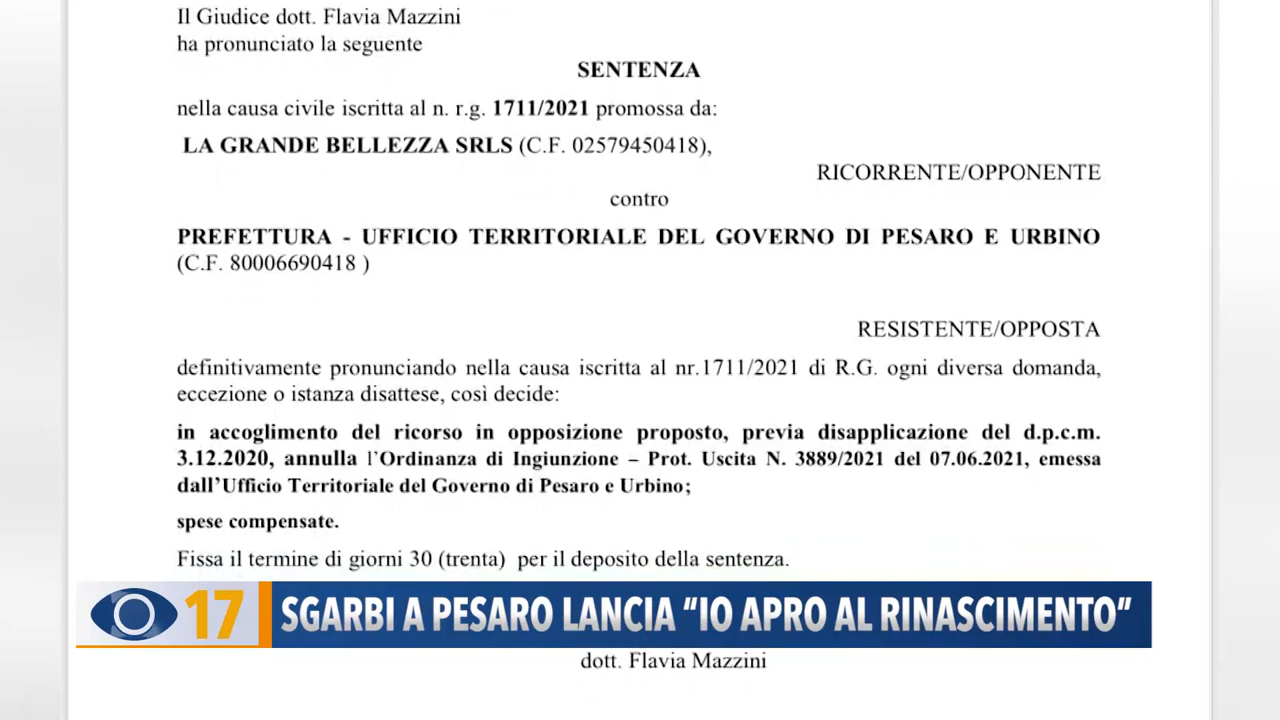 Il Giudice dott. Flavia Mazzini
ha pronunciato la seguente
SENTENZA
nella causa civile iscritta al n. r.g. 1711/2021 promossa da:
LA GRANDE BELLEZZA SRLS (C.F. 02579450418),
RICORRENTE/OPPONENTE
contro
PREFETTURA - UFFICIO TERRITORIALE DEL GOVERNO DI PESARO E URBINO
(C.F. 80006690418 )
RESISTENTE/OPPOSTA
definitivamente pronunciando nella causa iscritta al nr.1711/2021 di R.G. ogni diversa domanda,
eccezione o istanza disattese, così decide:
in accoglimento del ricorso in opposizione proposto, previa disapplicazione del d.p.c.m.
3.12.2020, annulla l'Ordinanza di Ingiunzione – Prot. Uscita N. 3889/2021 del 07.06.2021, emessa
dall'Ufficio Territoriale del Governo di Pesaro e Urbino;
spese compensate.
Fissa il termine di giorni 30 (trenta)  per il deposito della sentenza.
17 SGARBI A PESARO LANCIA “IO APRO AL RINASCIMENTO”
dott. Flavia Mazzini